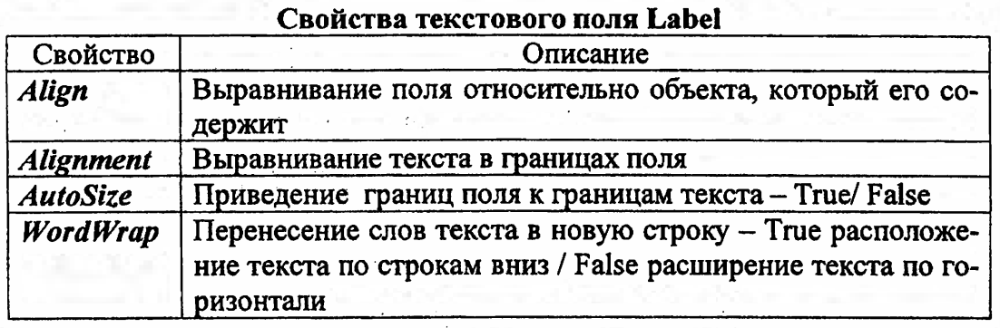 Свойства текстового поля Label
Свойство Описание
Align Выравнивание поля относительно объекта, который его со-
держит
Alignment Выравнивание текста в границах поля
AutoSize Приведение границ поля к границам текста – True/ False
WordWrap Перенесение слов текста в новую строку – True расположе-
ние текста по строкам вниз / False расширение текста по го-
ризонтали